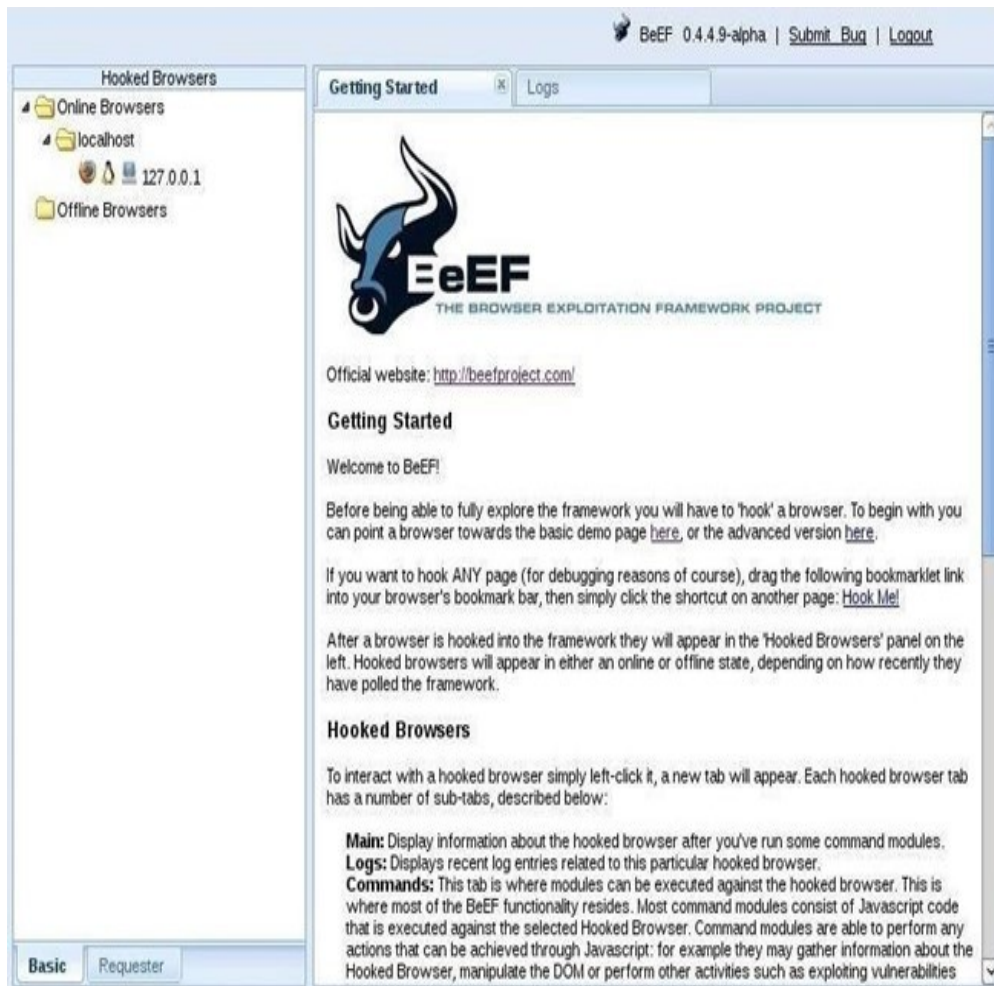 BeEF 0.4.4.9-alpha | Submit Bug | Logout
Hooked Browsers
Online Browsers
localhost
127.0.0.1
Offline Browsers
Basic
Requester
Getting Started
Logs
BeEF
THE BROWSER EXPLOITATION FRAMEWORK PROJECT
Official website: http://beefproject.com/
Getting Started
Welcome to BeEF!
Before being able to fully explore the framework you will have to 'hook' a browser. To begin with you
can point a browser towards the basic demo page here, or the advanced version here.
If you want to hook ANY page (for debugging reasons of course), drag the following bookmarklet link
into your browser's bookmark bar, then simply click the shortcut on another page: Hook Me!
After a browser is hooked into the framework they will appear in the 'Hooked Browsers' panel on the
left. Hooked browsers will appear in either an online or offline state, depending on how recently they
have polled the framework.
Hooked Browsers
To interact with a hooked browser simply left-click it, a new tab will appear. Each hooked browser tab
has a number of sub-tabs, described below:
Main: Display information about the hooked browser after you've run some command modules.
Logs: Displays recent log entries related to this particular hooked browser.
Commands: This tab is where modules can be executed against the hooked browser. This is
where most of the BeEF functionality resides. Most command modules consist of Javascript code
that is executed against the selected Hooked Browser. Command modules are able to perform any
actions that can be achieved through Javascript: for example they may gather information about the
Hooked Browser, manipulate the DOM or perform other activities such as exploiting vulnerabilities